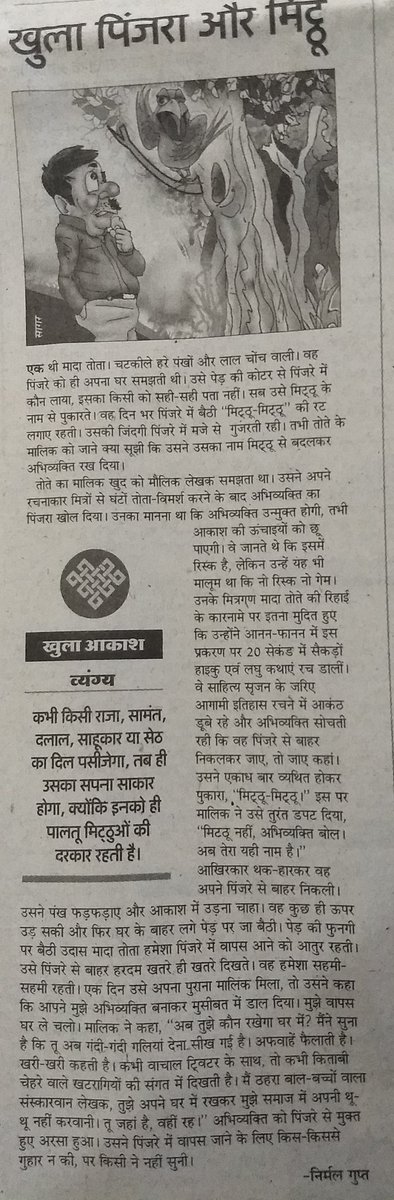 खुला पिंजरा और मिट्ठू
सागर
एक थी मादा तोता। चटकीले हरे पंखों और लाल चोंच वाली। वह
पिंजरे को ही अपना घर समझती थी। उसे पेड़ की कोटर से पिंजरे में
कौन लाया, इसका किसी को सही-सही पता नहीं। सब उसे मिट्ठू के
नाम से पुकारते। वह दिन भर पिंजरे में बैठी "मिट्ठू-मिट्ठू" की रट
लगाए रहती। उसकी जिंदगी पिंजरे में मजे से गुजरती रही। तभी तोते के
मालिक को जाने क्या सूझी कि उसने उसका नाम मिट्ठू से बदलकर
अभिव्यक्ति रख दिया।
तोते का मालिक खुद को मौलिक लेखक समझता था। उसने अपने
रचनाकार मित्रों से घंटों तोता-विमर्श करने के बाद अभिव्यक्ति का
पिंजरा खोल दिया। उनका मानना था कि अभिव्यक्ति उन्मुक्त होगी, तभी
आकाश की ऊंचाइयों को छू
पाएगी। वे जानते थे कि इसमें
रिस्क है, लेकिन उन्हें यह भी
मालूम था कि नो रिस्क नो गेम।
उनके मित्रगण मादा तोते की रिहाई
के कारनामे पर इतना मुदित हुए
कि उन्होंने आनन-फानन में इस
प्रकरण पर 20 सेकंड में सैकड़ों
हाइकु एवं लघु कथाएं रच डालीं।
वे साहित्य सृजन के जरिए
आगामी इतिहास रचने में आकंठ
डूबे रहे और अभिव्यक्ति सोचती
रही कि वह पिंजरे से बाहर
निकलकर जाए, तो जाए कहां।
उसने एकाध बार व्यथित होकर
पुकारा, "मिट्ठू-मिट्ठू।" इस पर
मालिक ने उसे तुरंत डपट दिया,
"मिटठू नहीं, अभिव्यक्ति बोल।
अब तेरा यही नाम है।"
आखिरकार थक-हारकर वह
अपने पिंजरे से बाहर निकली।
खुला आकाश
व्यंग्य
कभी किसी राजा, सामंत,
दलाल, साहूकार या सेठ
का दिल पसीजेगा, तब ही
उसका सपना साकार
होगा, क्योंकि इनको ही
पालतू मिट्ठुओं की
दरकार रहती है।
उसने पंख फड़फड़ाए और आकाश में उड़ना चाहा। वह कुछ ही ऊपर
उड़ सकी और फिर घर के बाहर लगे पेड़ पर जा बैठी। पेड़ की फुनगी
पर बैठी उदास मादा तोता हमेशा पिंजरे में वापस आने को आतुर रहती।
उसे पिंजरे से बाहर हरदम खतरे ही खतरे दिखते। वह हमेशा सहमी-
सहमी रहती। एक दिन उसे अपना पुराना मालिक मिला, तो उसने कहा
कि आपने मुझे अभिव्यक्ति बनाकर मुसीबत में डाल दिया। मुझे वापस
घर ले चलो। मालिक ने कहा, "अब तुझे कौन रखेगा घर में? मैंने सुना
है कि तू अब गंदी-गंदी गलियां देना सीख गई है। अफवाहें फैलाती है।
खरी-खरी कहती है। कभी वाचाल ट्विटर के साथ, तो कभी किताबी
चेहरे वाले खटरागियों की संगत में दिखती है। मैं ठहरा बाल-बच्चों वाला
संस्कारवान लेखक, तुझे अपने घर में रखकर मुझे समाज में अपनी थू-
थू नहीं करवानी। तू जहां है, वहीं रह।" अभिव्यक्ति को पिंजरे से मुक्त
हुए अरसा हुआ। उसने पिंजरे में वापस जाने के लिए किस-किससे
गुहार न की, पर किसी ने नहीं सुनी।
-निर्मल गुप्त